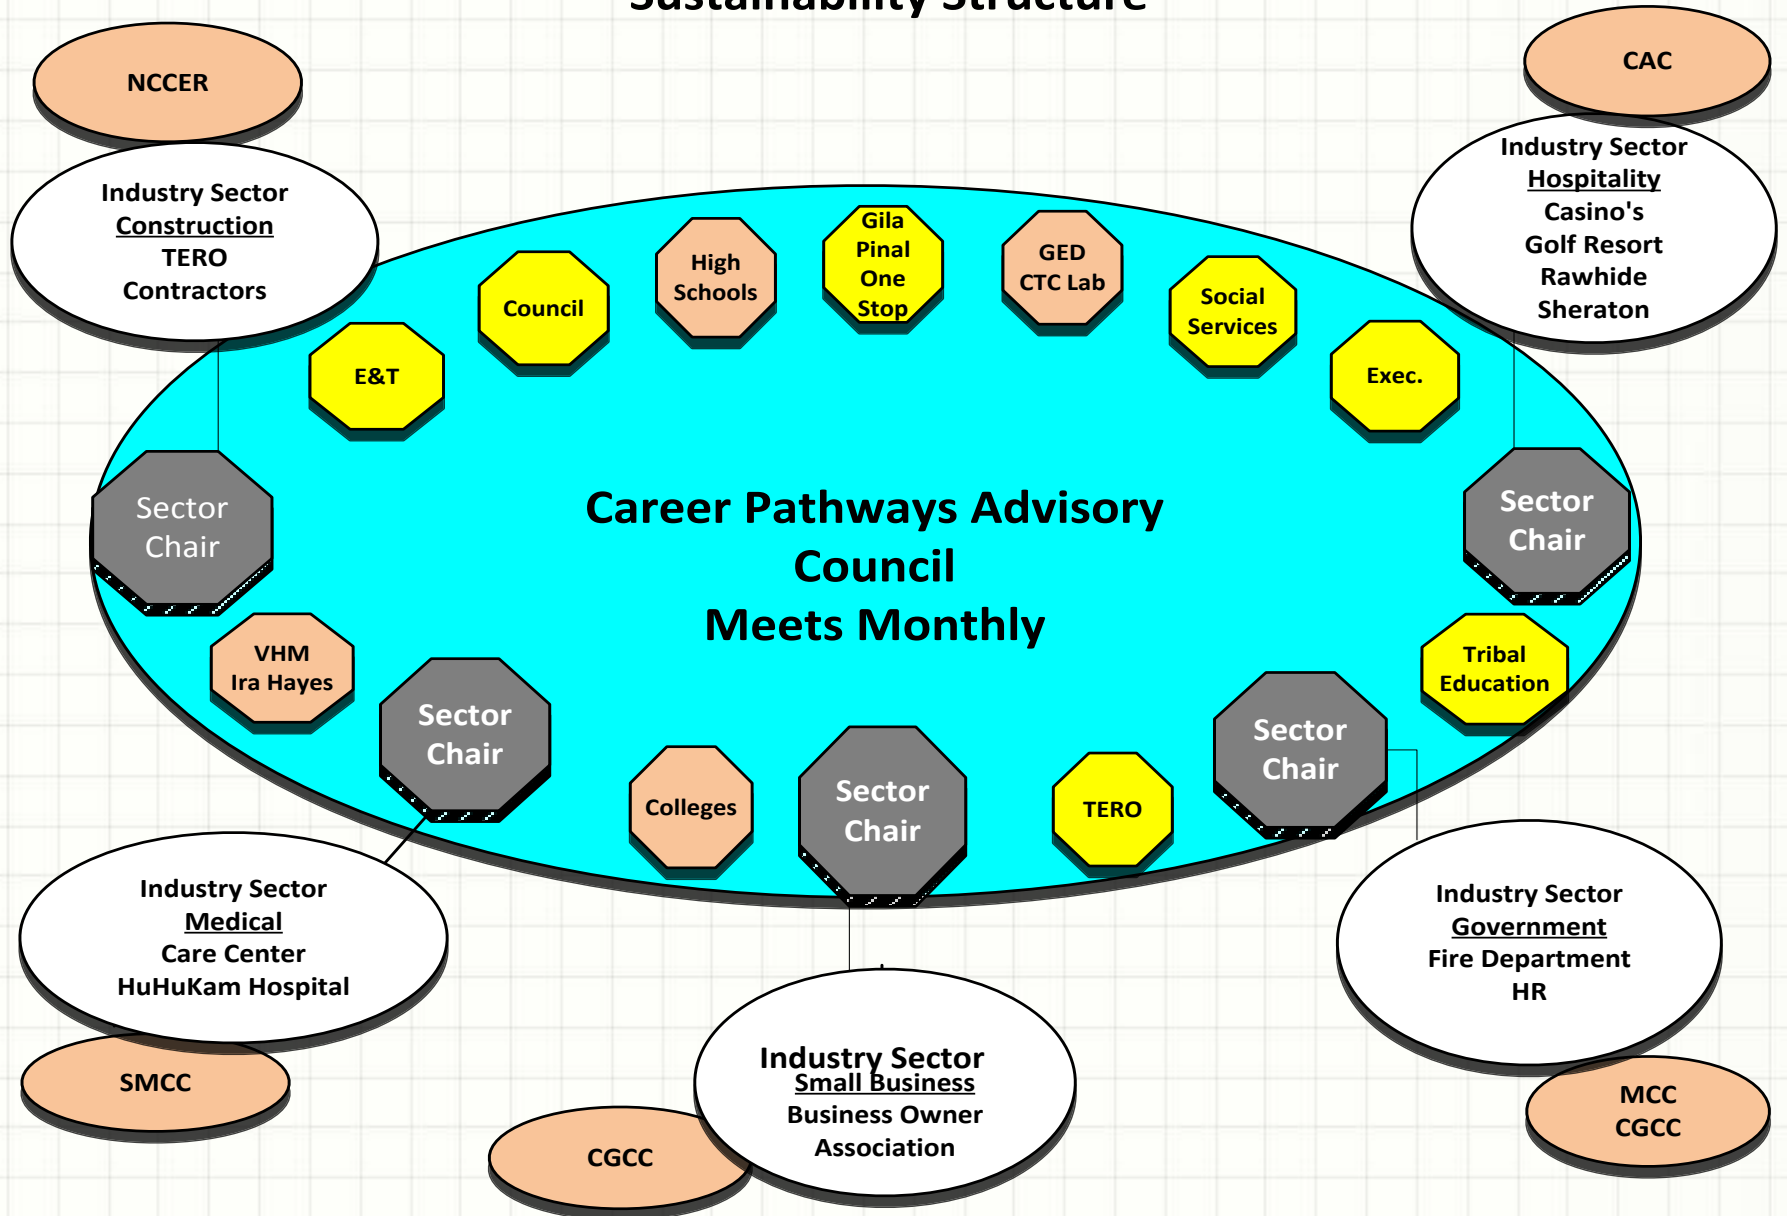 Sustainability Structure
NCCER
CAC
Industry Sector
Construction
TERO
Contractors
Industry Sector
Hospitality
Casino's
Golf Resort
Rawhide
Sheraton
E&T
Council
High
Schools
Gila
Pinal
One
Stop
GED
CTC Lab
Social
Services
Exec.
Sector
Chair
Career Pathways Advisory
Council
Meets Monthly
Sector
Chair
VHM
Ira Hayes
Sector
Chair
Colleges
Sector
Chair
TERO
Sector
Chair
Tribal
Education
Industry Sector
Medical
Care Center
HuHuKam Hospital
SMCC
Industry Sector
Small Business
Business Owner
Association
CGCC
Industry Sector
Government
Fire Department
HR
MCC
CGCC